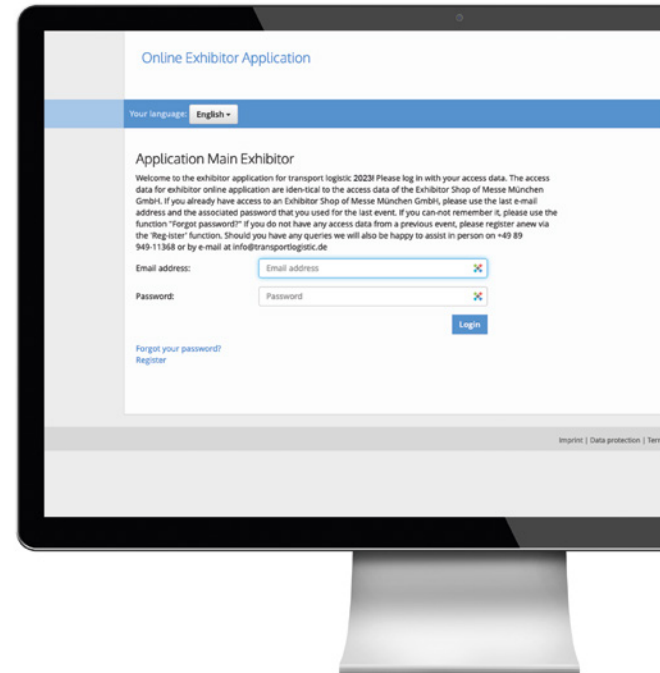 Online Exhibitor Application
Your language: English
Application Main Exhibitor
Welcome to the exhibitor application for transport logistic 2023! Please log in with your access data. The access
data for exhibitor online application are iden-tical to the access data of the Exhibitor Shop of Messe München
GmbH. If you already have access to an Exhibitor Shop of Messe München GmbH, please use the last e-mail
address and the associated password that you used for the last event. If you can-not remember it, please use the
function "Forgot password?" If you do not have any access data from a previous event, please register anew via
the 'Reg-ister' function. Should you have any queries we will also be happy to assist in person on +49 89
949-11368 or by e-mail at info@transportlogistic.de
Email address: Email address
Password: Password
Login
Forgot your password?
Register
Imprint | Data protection | Term